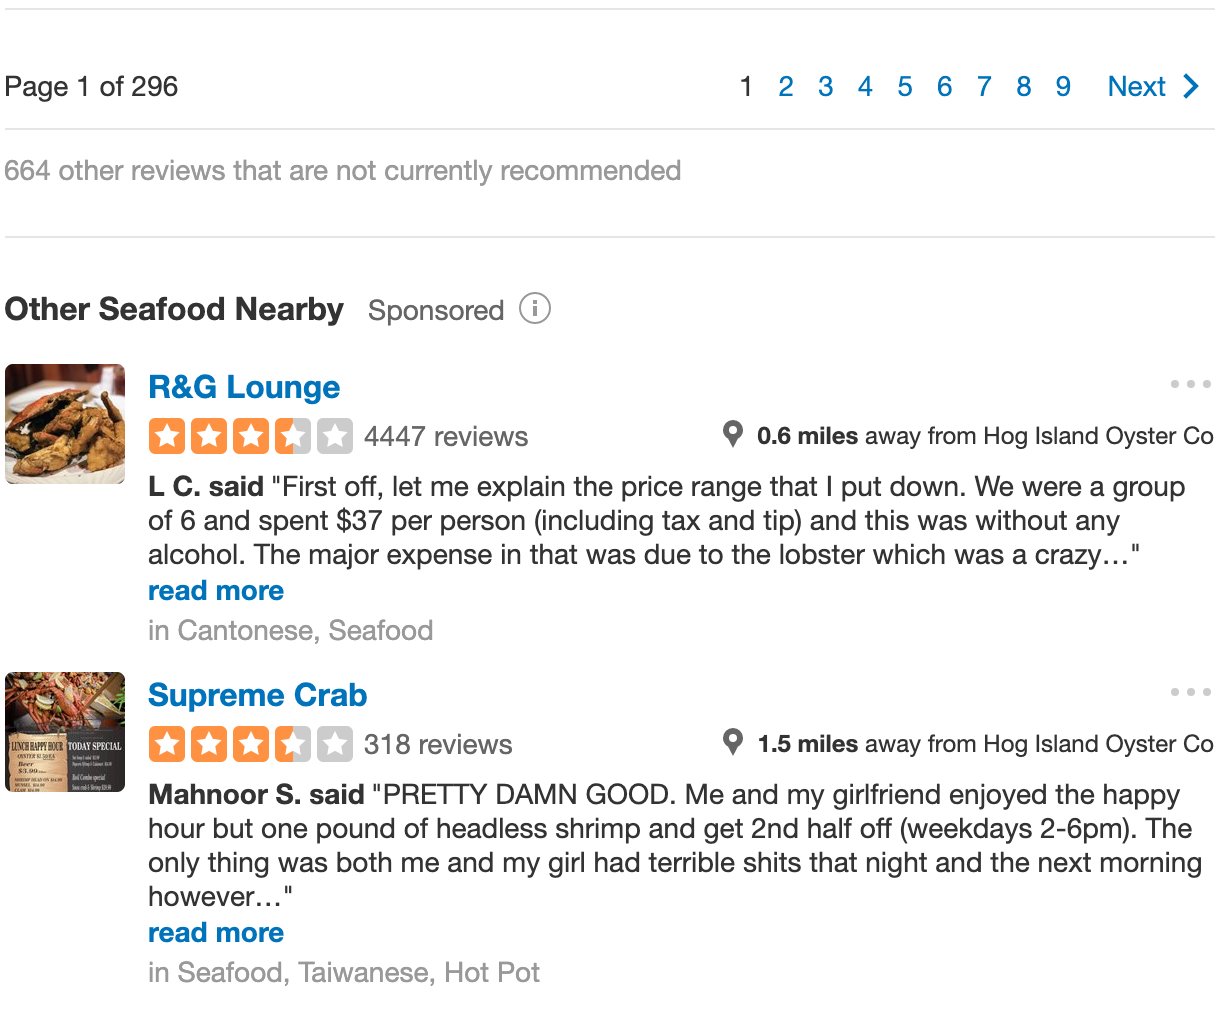 Page 1 of 296
1 2 3 4 5 6 7 8 9 Next
664 other reviews that are not currently recommended
Other Seafood Nearby Sponsored i
R&G Lounge
4447 reviews
0.6 miles away from Hog Island Oyster Co
L C. said "First off, let me explain the price range that I put down. We were a group
of 6 and spent $37 per person (including tax and tip) and this was without any
alcohol. The major expense in that was due to the lobster which was a crazy…"
read more
in Cantonese, Seafood
LUNCH HAPPY HOUR
Beer
$3.99
TODAY SPECIAL
Supreme Crab
318 reviews
1.5 miles away from Hog Island Oyster Co
Mahnoor S. said "PRETTY DAMN GOOD. Me and my girlfriend enjoyed the happy
hour but one pound of headless shrimp and get 2nd half off (weekdays 2-6pm). The
only thing was both me and my girl had terrible shits that night and the next morning
however…"
read more
in Seafood, Taiwanese, Hot Pot